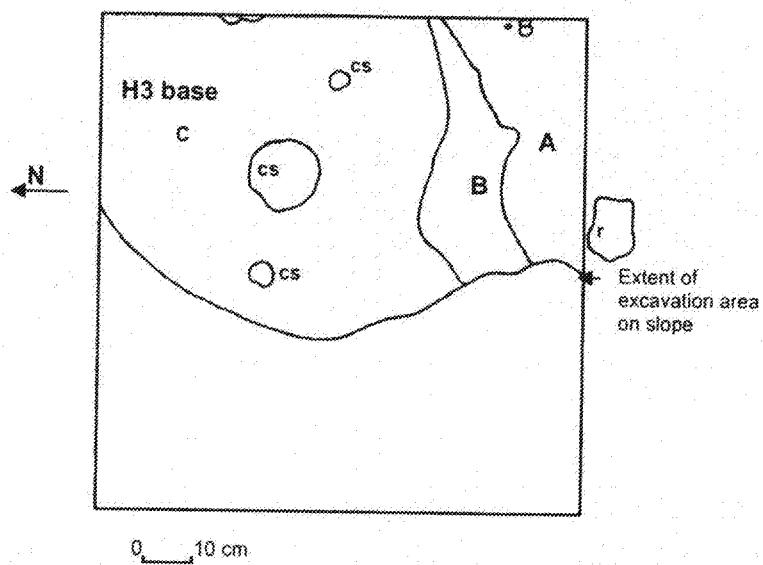 B
cs
H3 base
C
A
cs
N
B
r
cs
Extent of
excavation area
on slope
0 10 cm